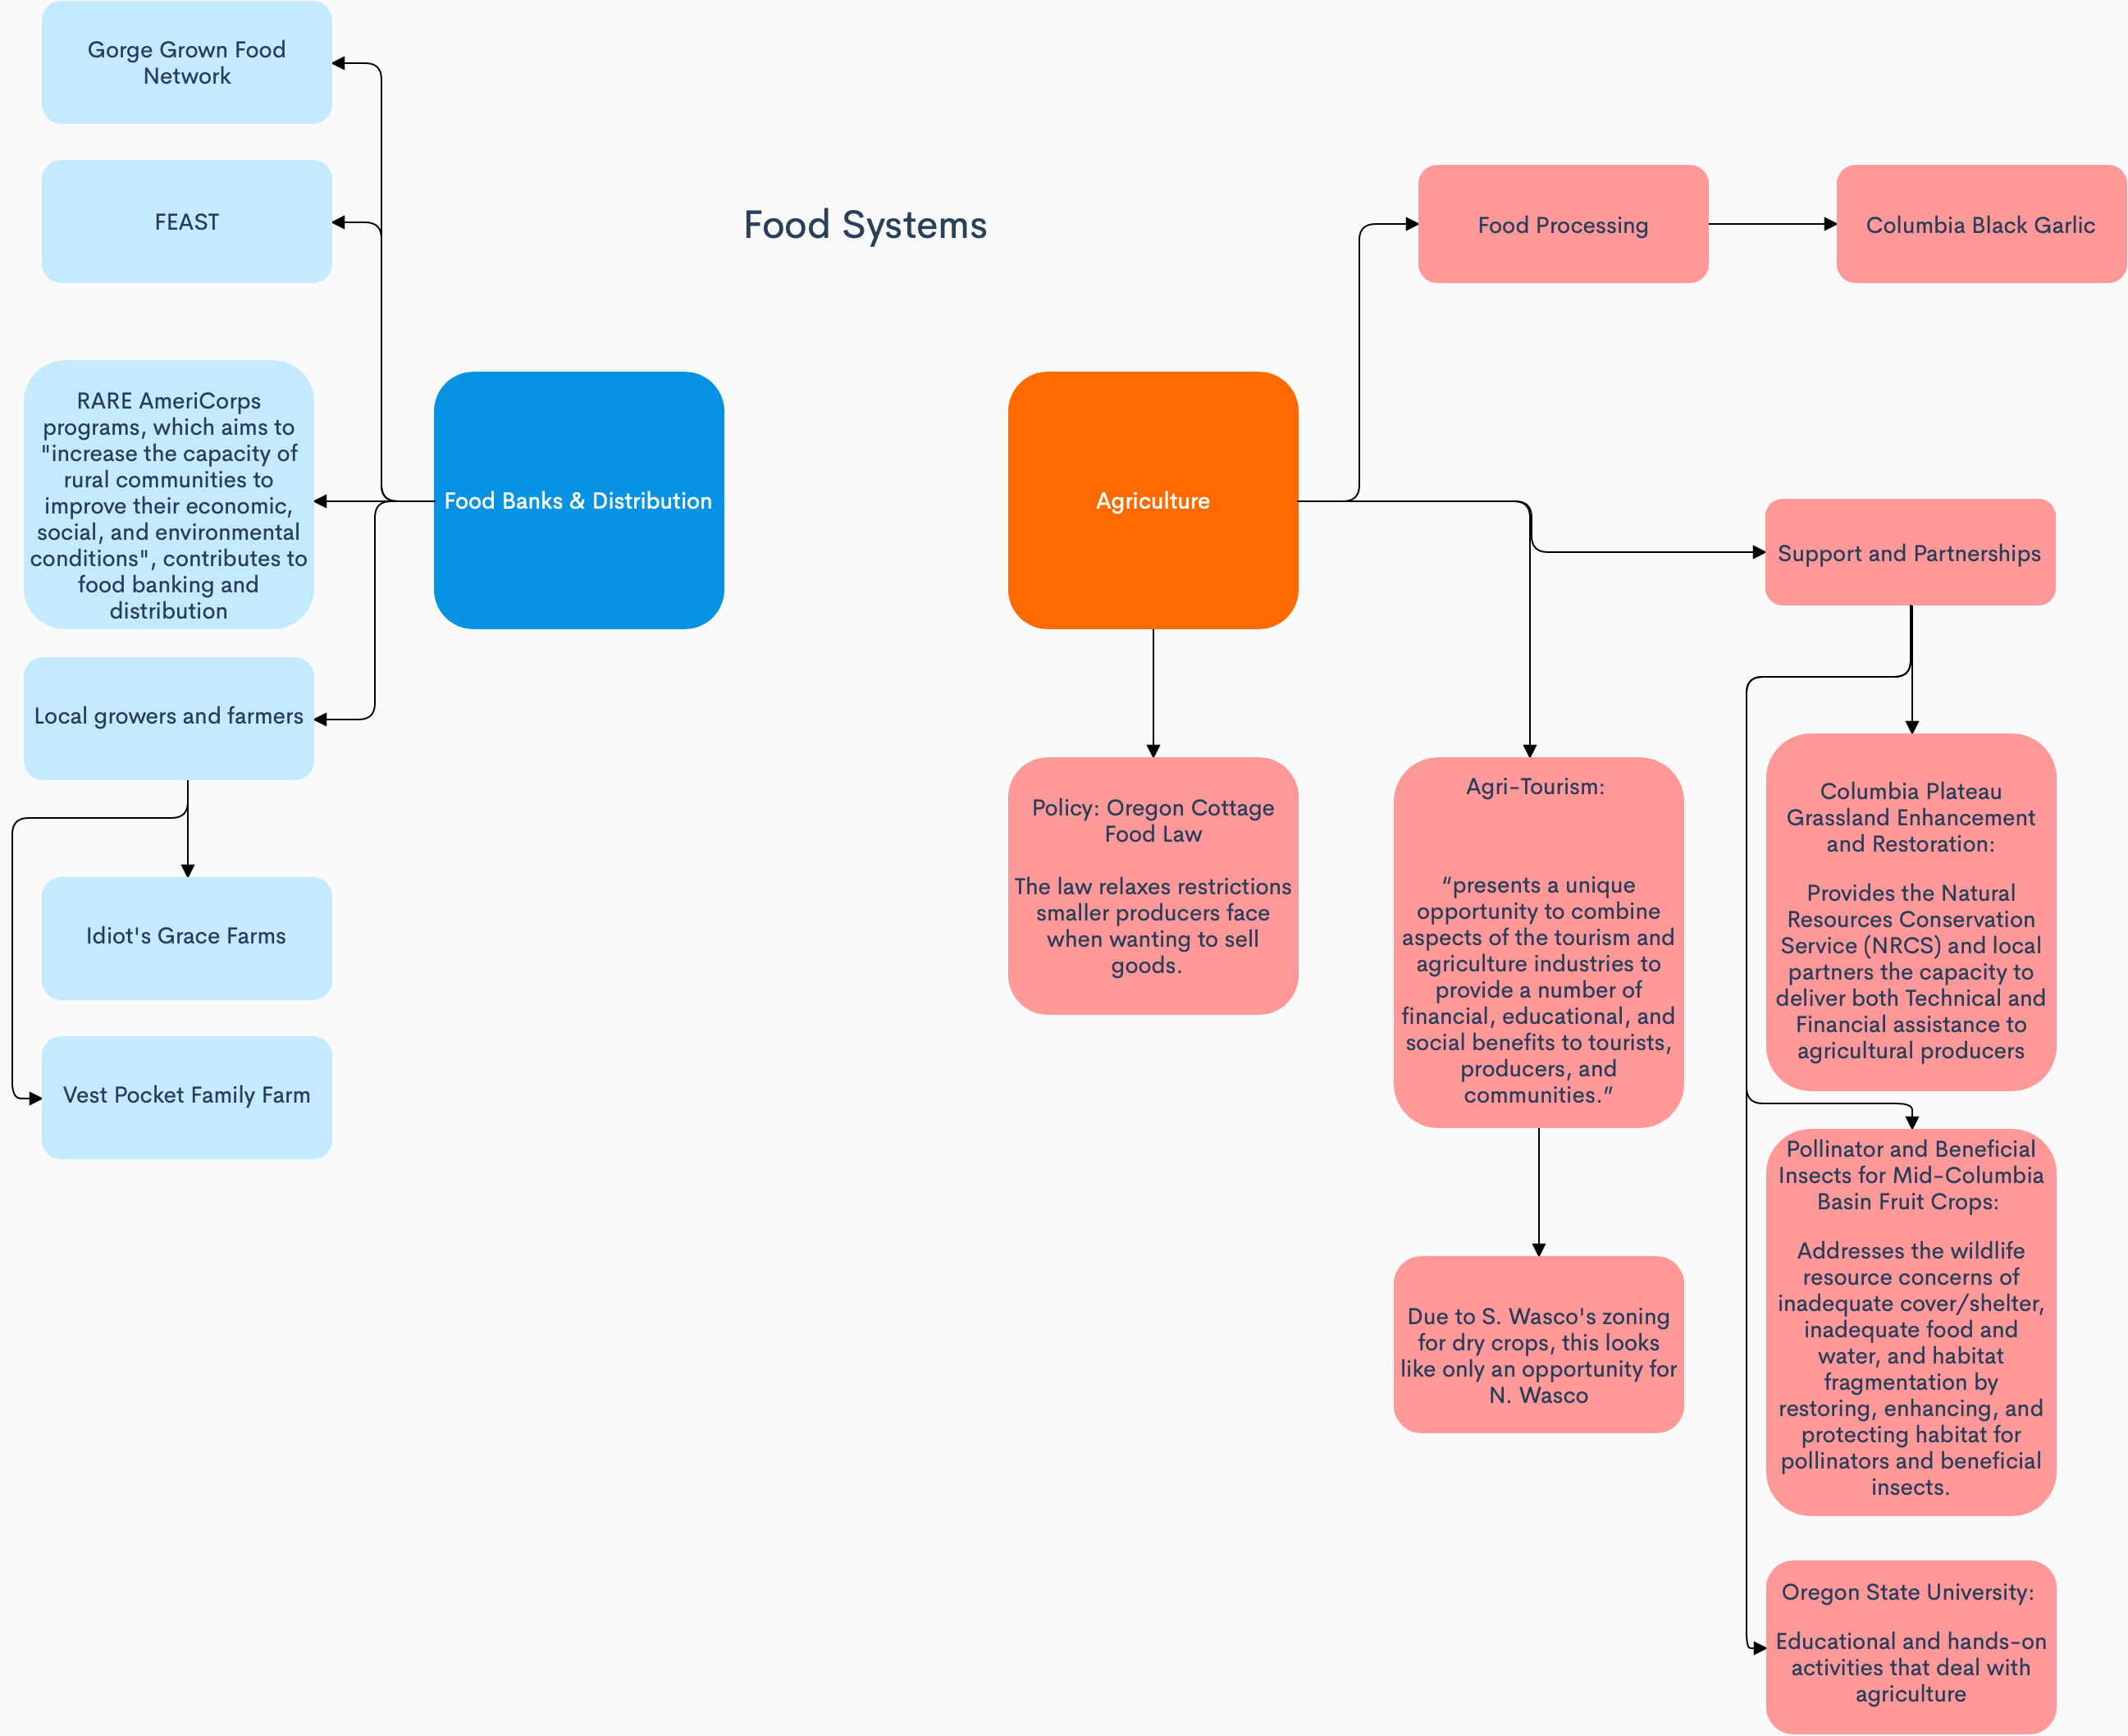 Gorge Grown Food
Network
FEAST
RARE AmeriCorps
programs, which aims to
"increase the capacity of
rural communities to
improve their economic,
social, and environmental
conditions", contributes to
food banking and
distribution
Local growers and farmers
Idiot's Grace Farms
Vest Pocket Family Farm
Food Banks & Distribution
Food Systems
Agriculture
Food Processing
Columbia Black Garlic
Support and Partnerships
Policy: Oregon Cottage
Food Law
The law relaxes restrictions
smaller producers face
when wanting to sell
goods.
Agri-Tourism:
“presents a unique
opportunity to combine
aspects of the tourism and
agriculture industries to
provide a number of
financial, educational, and
social benefits to tourists,
producers, and
communities.”
Due to S. Wasco's zoning
for dry crops, this looks
like only an opportunity for
N. Wasco
Columbia Plateau
Grassland Enhancement
and Restoration:
Provides the Natural
Resources Conservation
Service (NRCS) and local
partners the capacity to
deliver both Technical and
Financial assistance to
agricultural producers
Pollinator and Beneficial
Insects for Mid-Columbia
Basin Fruit Crops:
Addresses the wildlife
resource concerns of
inadequate cover/shelter,
inadequate food and
water, and habitat
fragmentation by
restoring, enhancing, and
protecting habitat for
pollinators and beneficial
insects.
Oregon State University:
Educational and hands-on
activities that deal with
agriculture